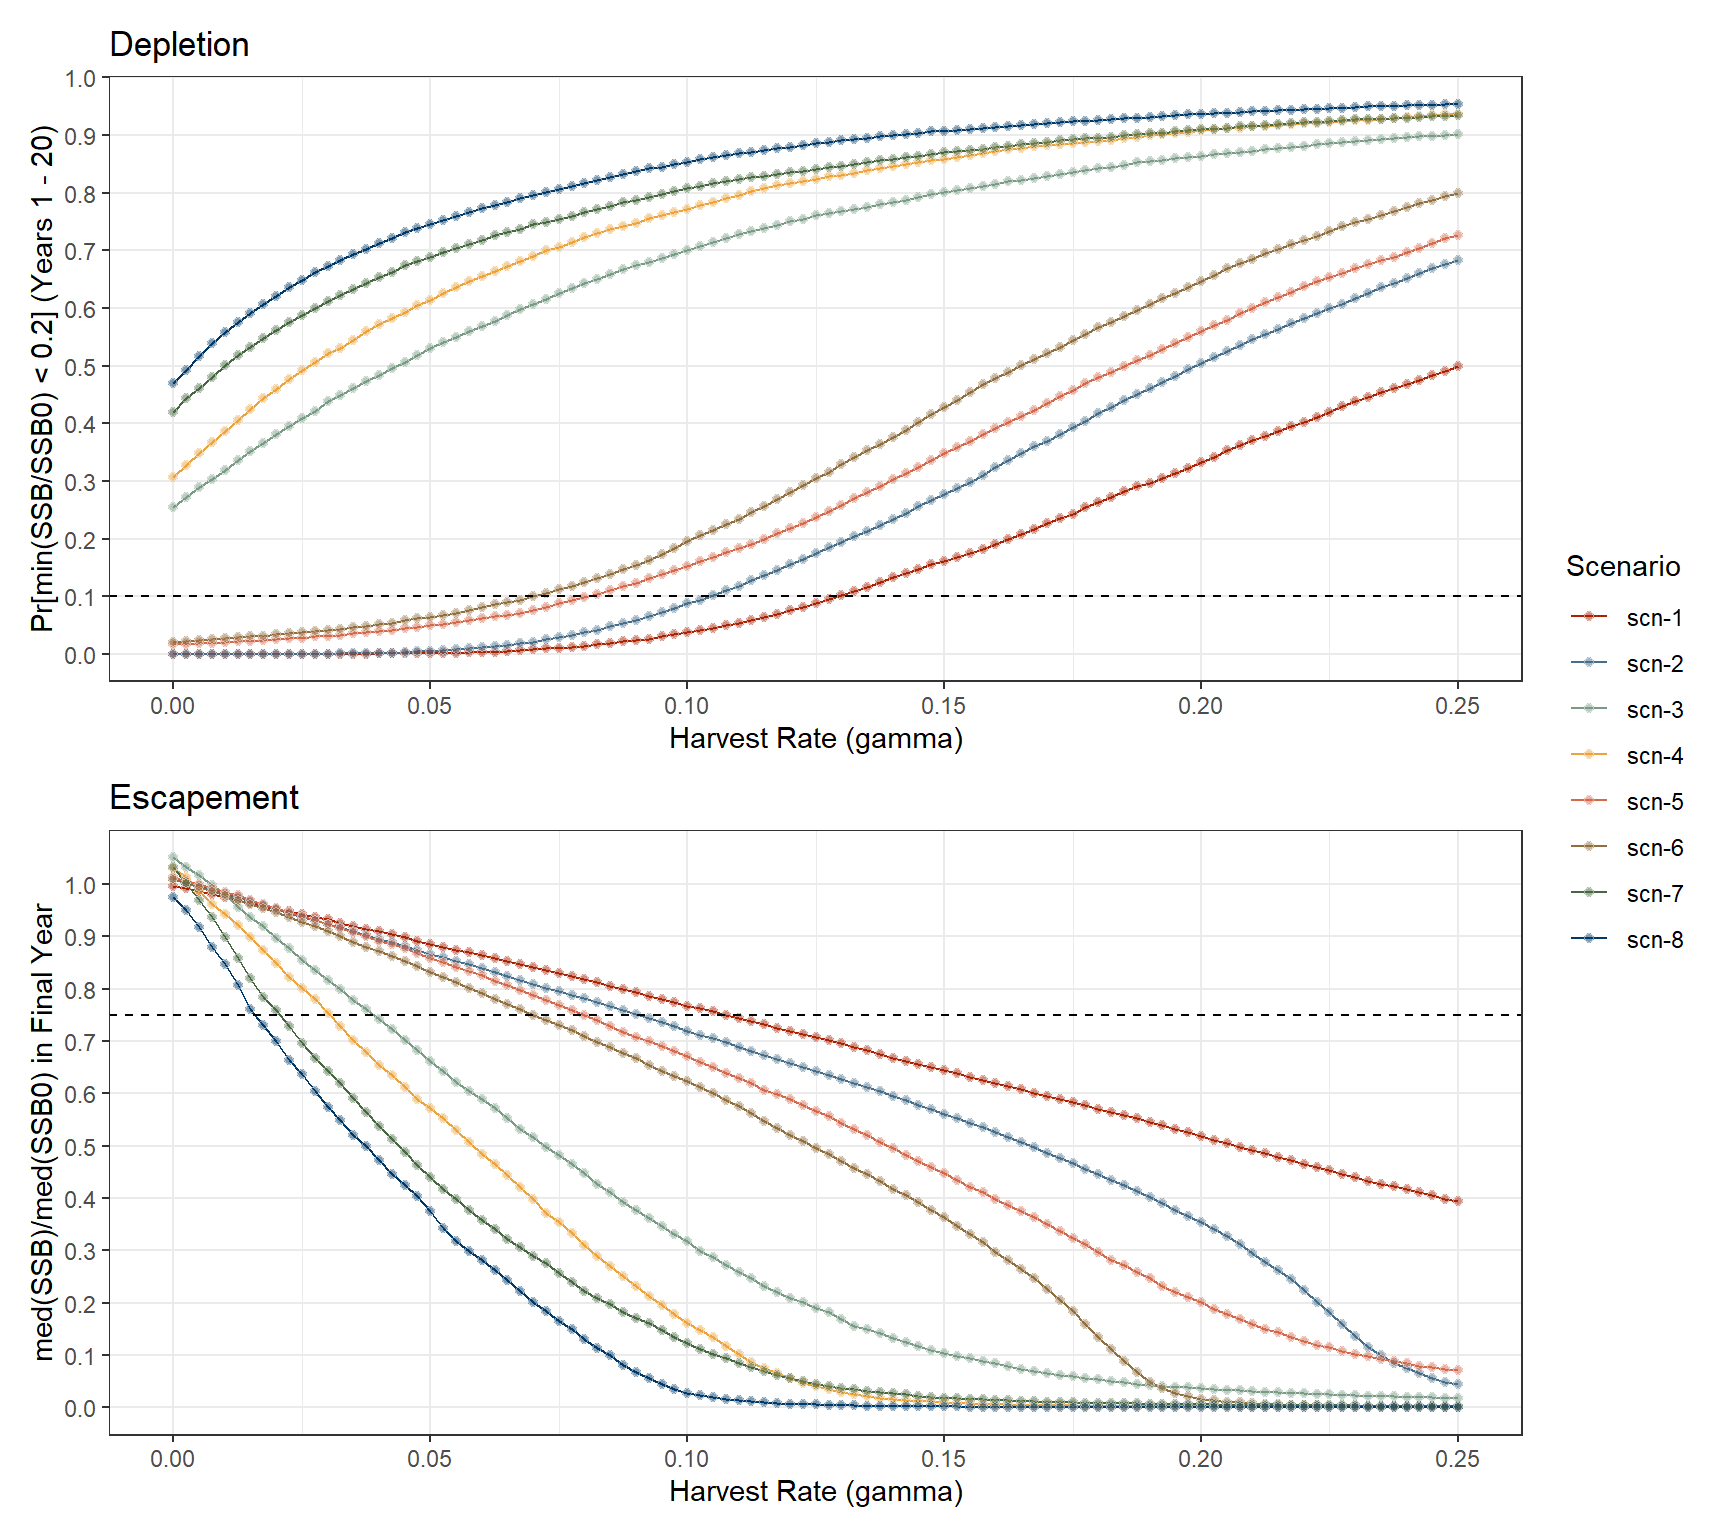 Depletion
Pr[min(SSB/SSB0) < 0.2] (Years 1 - 20)
1.0
0.9
0.8
0.7
0.6
0.5
0.4
0.3
0.2
0.1
0.0
0.00 0.05 0.10 0.15 0.20 0.25
Harvest Rate (gamma)
Escapement
med(SSB)/med(SSB0) in Final Year
1.0
0.9
0.8
0.7
0.6
0.5
0.4
0.3
0.2
0.1
0.0
0.00 0.05 0.10 0.15 0.20 0.25
Harvest Rate (gamma)
Scenario
scn-1
scn-2
scn-3
scn-4
scn-5
scn-6
scn-7
scn-8